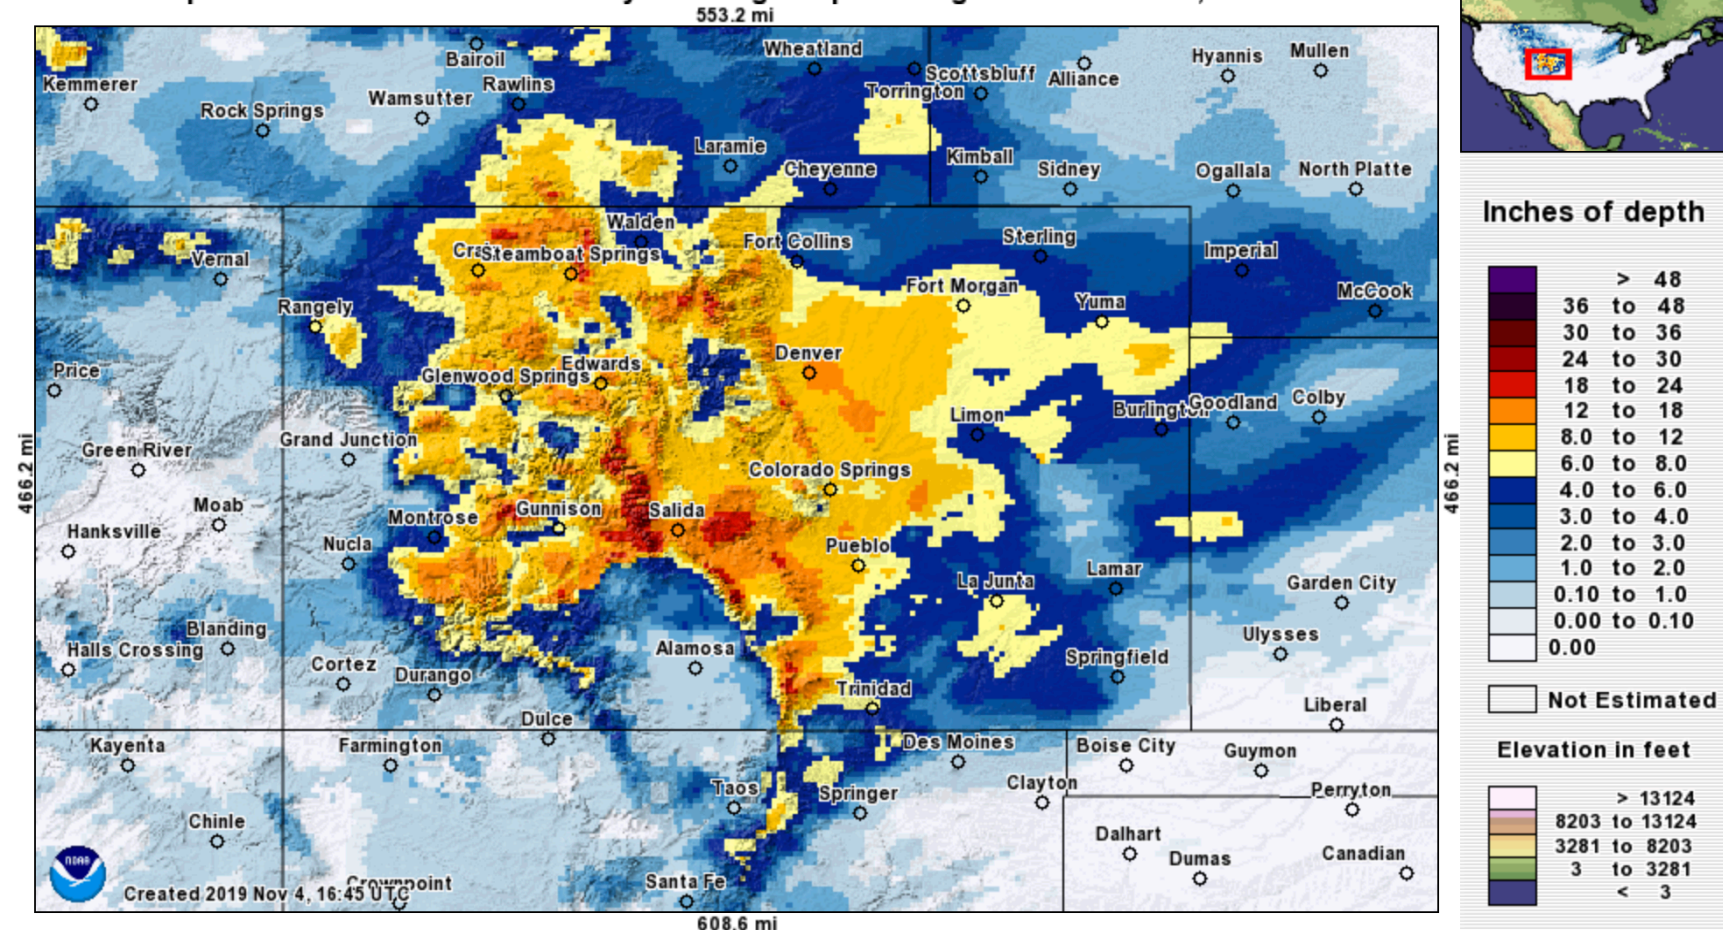 553.2 mi
Wheatland
Hyannis
Mullen
Bairoil
Scottsbluff
Alliance
Kemmerer
Rawlins
Torrington
Wamsutter
Rock Springs
Laramie
Kimball
Cheyenne
Sidney
Ogallala
North Platte
Walden
Fort Collins
Sterling
Imperial
Steamboat Springs
Vernal
Fort Morgan
McCook
Rangely
Yuma
Denver
Price
Edwards
Glenwood Springs
Limon
Goodland
Colby
Grand Junction
Green River
466.2 mi
466.2 mi
Colorado Springs
Moab
Montrose
Gunnison
Salida
Hanksville
Nucla
Pueblo
La Junta
Lamar
Garden City
Blanding
Ulysses
Halls Crossing
Alamosa
Springfield
Cortez
Durango
Trinidad
Liberal
Dulce
Kayenta
Farmington
Des Moines
Boise City
Guymon
Taos
Springer
Clayton
Perryton
Chinle
Dalhart
Canadian
Dumas
NOAA
Santa Fe
Crownpoint
Created 2019 Nov 4, 16:45 UTC
608.6 mi
Inches of depth
> 48
36 to 48
30 to 36
24 to 30
18 to 24
12 to 18
8.0 to 12
6.0 to 8.0
4.0 to 6.0
3.0 to 4.0
2.0 to 3.0
1.0 to 2.0
0.10 to 1.0
0.00 to 0.10
0.00
Not Estimated
Elevation in feet
> 13124
8203 to 13124
3281 to 8203
3 to 3281
< 3